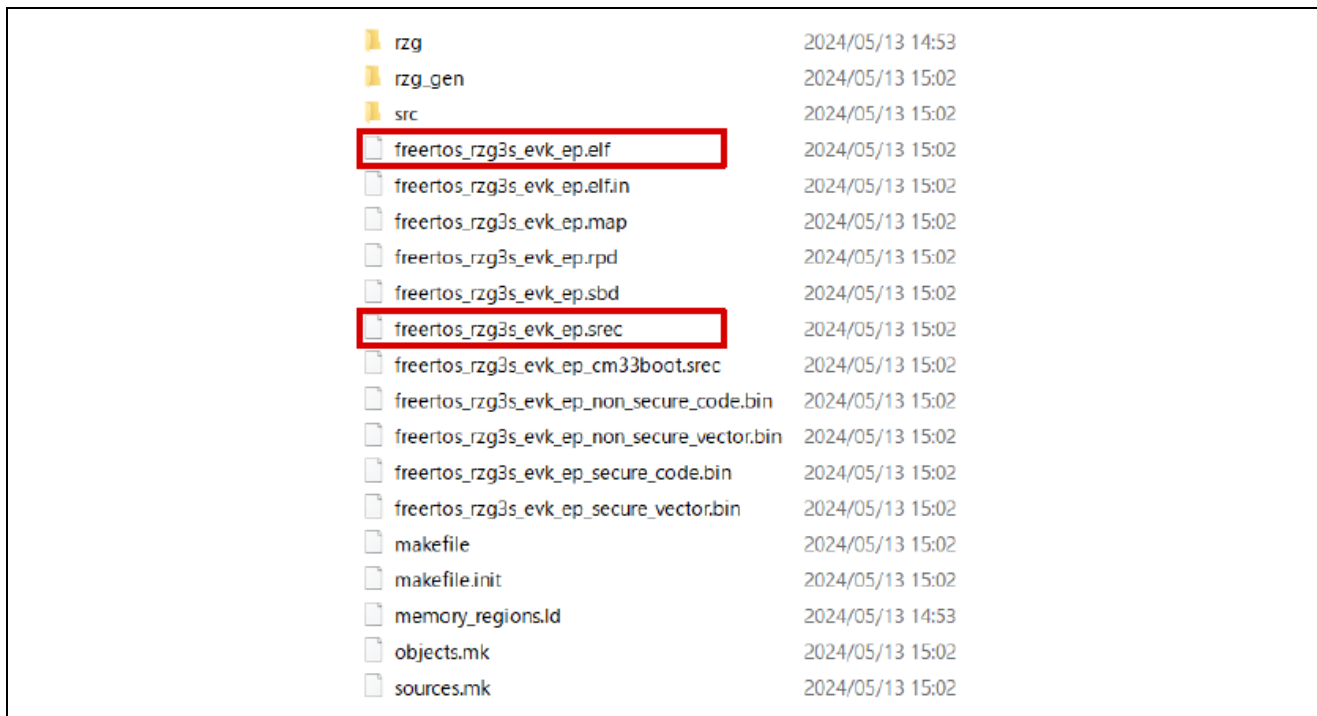 rzg 2024/05/13 14:53
rzg_gen 2024/05/13 15:02
src 2024/05/13 15:02
freertos_rzg3s_evk_ep.elf 2024/05/13 15:02
freertos_rzg3s_evk_ep.elf.in 2024/05/13 15:02
freertos_rzg3s_evk_ep.map 2024/05/13 15:02
freertos_rzg3s_evk_ep.rpd 2024/05/13 15:02
freertos_rzg3s_evk_ep.sbd 2024/05/13 15:02
freertos_rzg3s_evk_ep.srec 2024/05/13 15:02
freertos_rzg3s_evk_ep_cm33boot.srec 2024/05/13 15:02
freertos_rzg3s_evk_ep_non_secure_code.bin 2024/05/13 15:02
freertos_rzg3s_evk_ep_non_secure_vector.bin 2024/05/13 15:02
freertos_rzg3s_evk_ep_secure_code.bin 2024/05/13 15:02
freertos_rzg3s_evk_ep_secure_vector.bin 2024/05/13 15:02
makefile 2024/05/13 15:02
makefile.init 2024/05/13 15:02
memory_regions.ld 2024/05/13 14:53
objects.mk 2024/05/13 15:02
sources.mk 2024/05/13 15:02